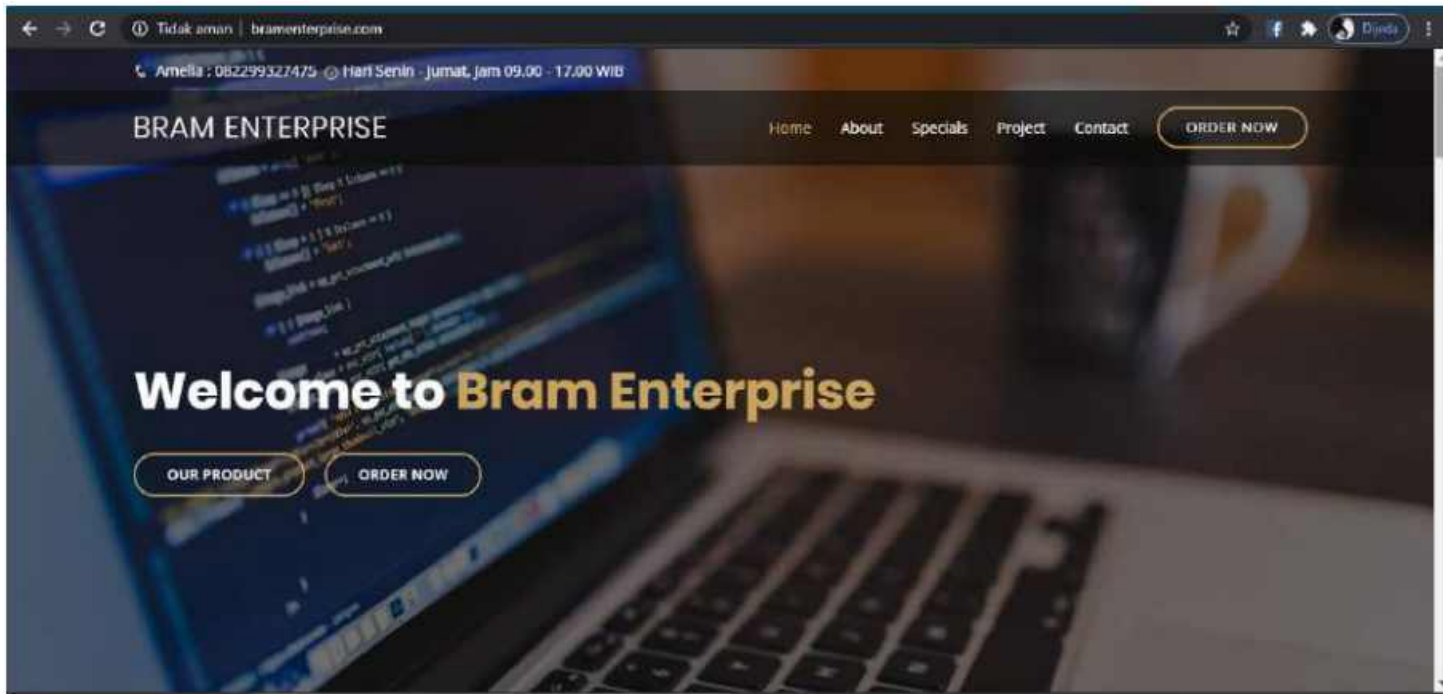 Tidak aman | bramenterprise.com
Dijeda
Amelia : 082299327475 Hari Senin - Jumat, Jam 09.00 - 17.00 WIB
BRAM ENTERPRISE
Home About Specials Project Contact ORDER NOW
Welcome to Bram Enterprise
OUR PRODUCT ORDER NOW